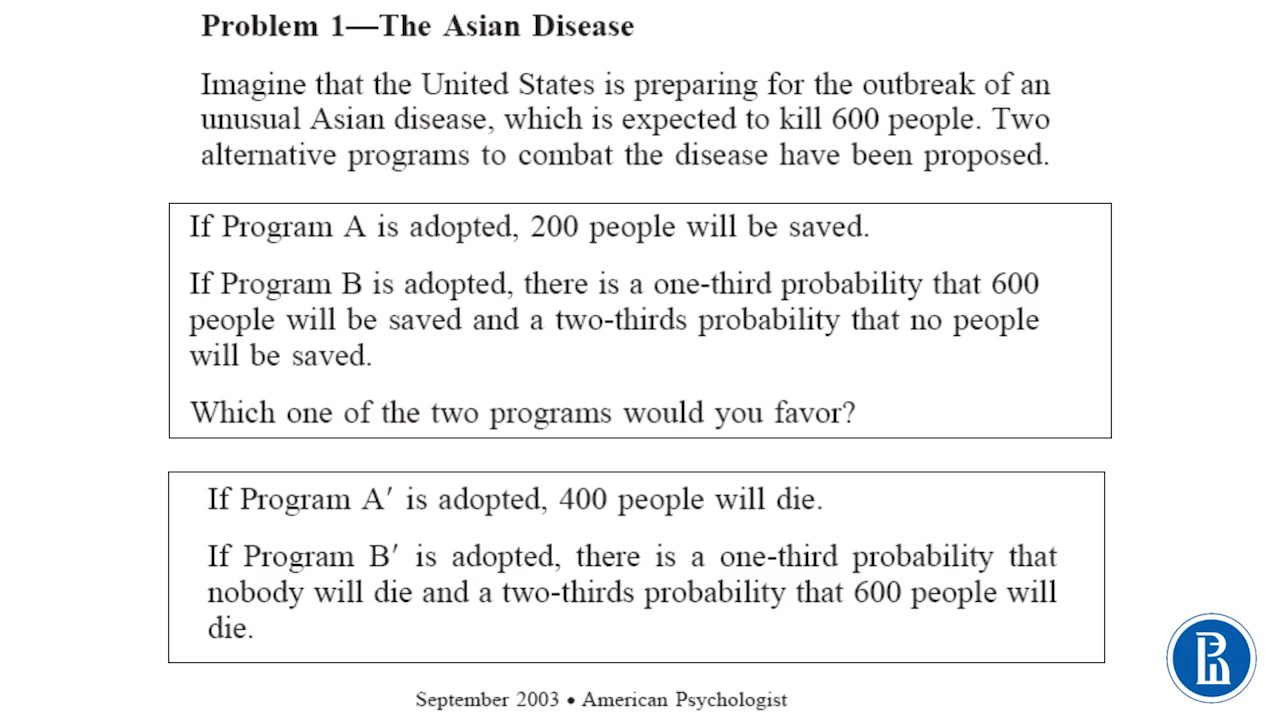 Problem 1—The Asian Disease
Imagine that the United States is preparing for the outbreak of an
unusual Asian disease, which is expected to kill 600 people. Two
alternative programs to combat the disease have been proposed.
If Program A is adopted, 200 people will be saved.
If Program B is adopted, there is a one-third probability that 600
people will be saved and a two-thirds probability that no people
will be saved.
Which one of the two programs would you favor?
If Program A′ is adopted, 400 people will die.
If Program B′ is adopted, there is a one-third probability that
nobody will die and a two-thirds probability that 600 people will
die.
September 2003 • American Psychologist